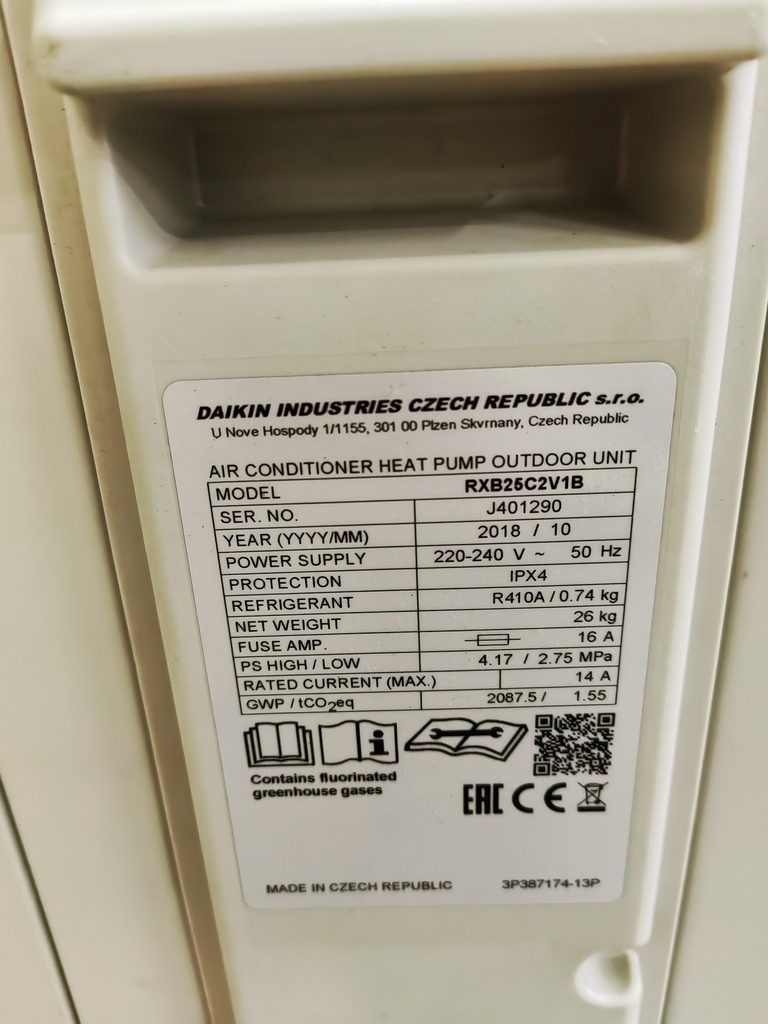 DAIKIN INDUSTRIES CZECH REPUBLIC s.r.o.
U Nove Hospody 1/1155, 301 00 Plzen Skvrnany, Czech Republic
AIR CONDITIONER HEAT PUMP OUTDOOR UNIT
MODEL RXB25C2V1B
SER. NO. J401290
YEAR (YYYY/MM) 2018 / 10
POWER SUPPLY 220-240 V ~ 50 Hz
PROTECTION IPX4
REFRIGERANT R410A / 0.74 kg
NET WEIGHT 26 kg
FUSE AMP. 16 A
PS HIGH / LOW 4.17 / 2.75 MPa
RATED CURRENT (MAX.) 14 A
GWP / tCO2eq 2087.5 / 1.55
Contains fluorinated
greenhouse gases
EAC CE
MADE IN CZECH REPUBLIC 3P387174-13P